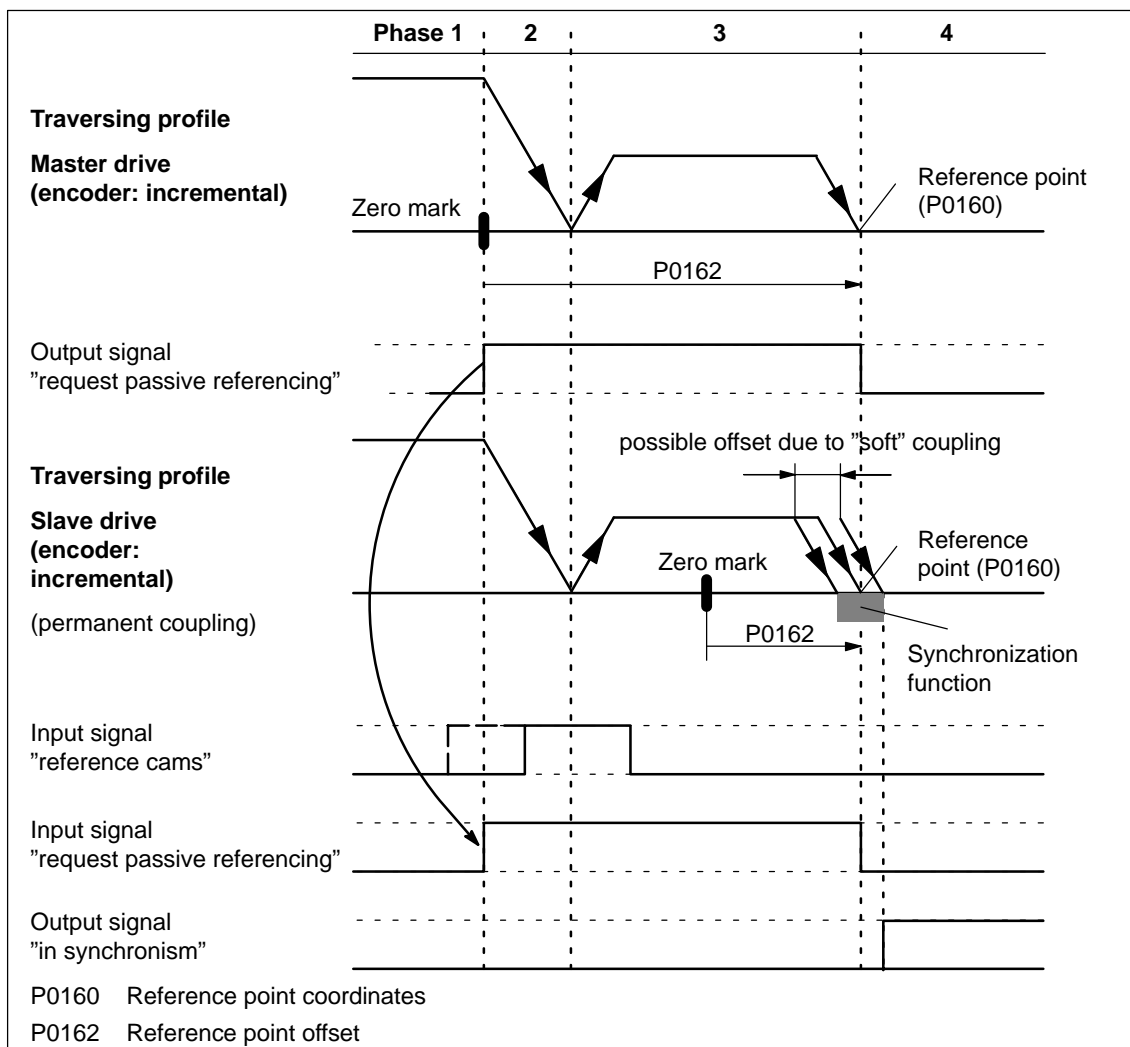 Phase 1 2 3 4
Traversing profile
Master drive
(encoder: incremental)
Zero mark
Reference point
(P0160)
P0162
Output signal
”request passive referencing”
possible offset due to ”soft” coupling
Traversing profile
Slave drive
(encoder:
incremental)
(permanent coupling)
Zero mark
Reference
point (P0160)
P0162
Synchronization
function
Input signal
”reference cams”
Input signal
”request passive referencing”
Output signal
”in synchronism”
P0160 Reference point coordinates
P0162 Reference point offset